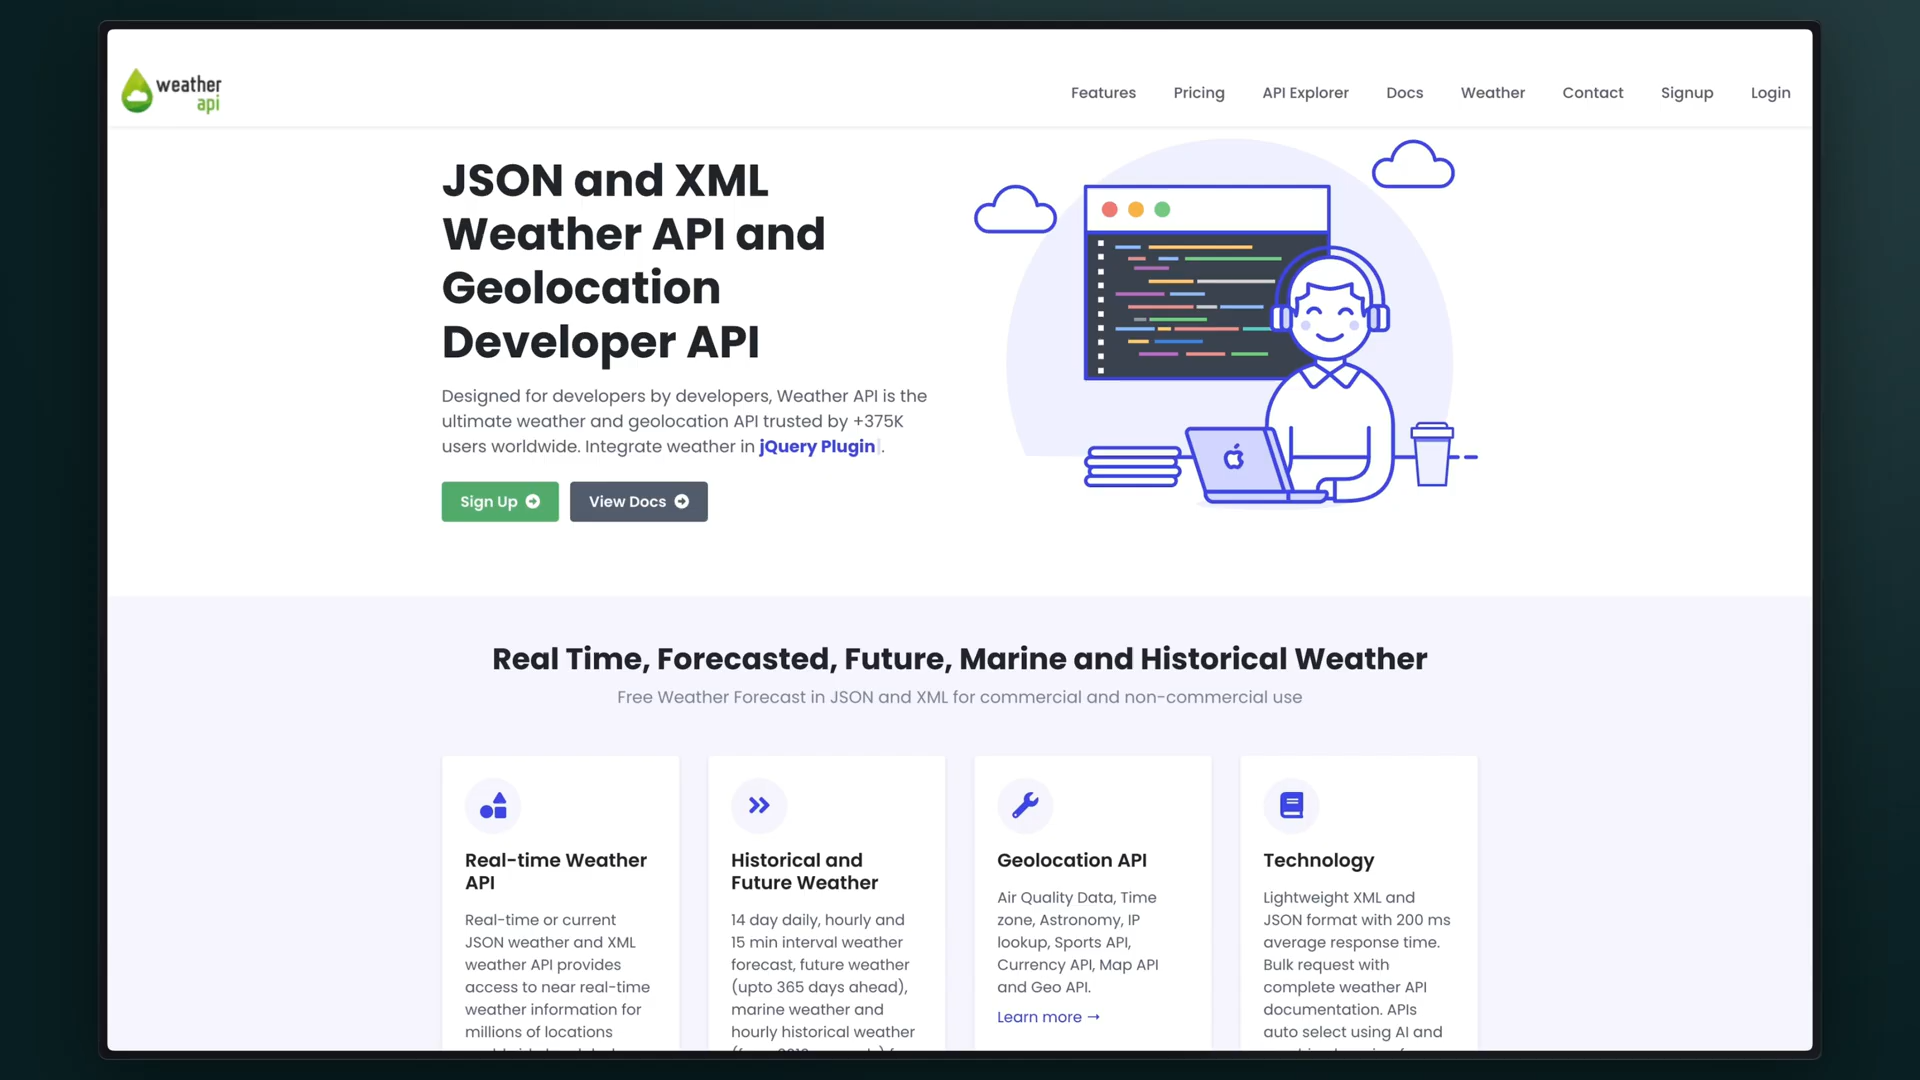 weather
api
Features Pricing API Explorer Docs Weather Contact Signup Login
JSON and XML
Weather API and
Geolocation
Developer API
Designed for developers by developers, Weather API is the
ultimate weather and geolocation API trusted by +375K
users worldwide. Integrate weather in jQuery Plugin.
Sign Up View Docs
Real Time, Forecasted, Future, Marine and Historical Weather
Free Weather Forecast in JSON and XML for commercial and non-commercial use
Real-time Weather
API
Real-time or current
JSON weather and XML
weather API provides
access to near real-time
weather information for
millions of locations
Historical and
Future Weather
14 day daily, hourly and
15 min interval weather
forecast, future weather
(upto 365 days ahead),
marine weather and
hourly historical weather
Geolocation API
Air Quality Data, Time
zone, Astronomy, IP
lookup, Sports API,
Currency API, Map API
and Geo API.
Learn more →
Technology
Lightweight XML and
JSON format with 200 ms
average response time.
Bulk request with
complete weather API
documentation. APIs
auto select using AI and